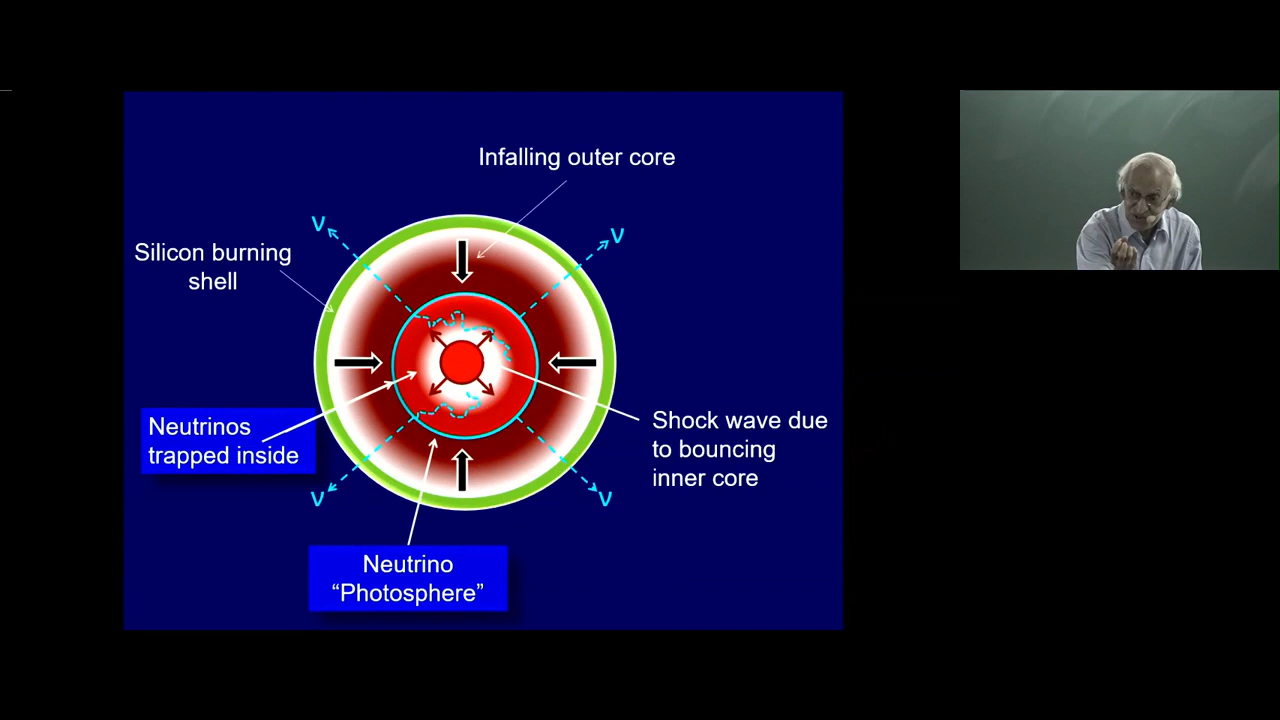 Infalling outer core
ν
ν
Silicon burning
shell
Neutrinos
trapped inside
Shock wave due
to bouncing
inner core
ν
ν
Neutrino
“Photosphere”